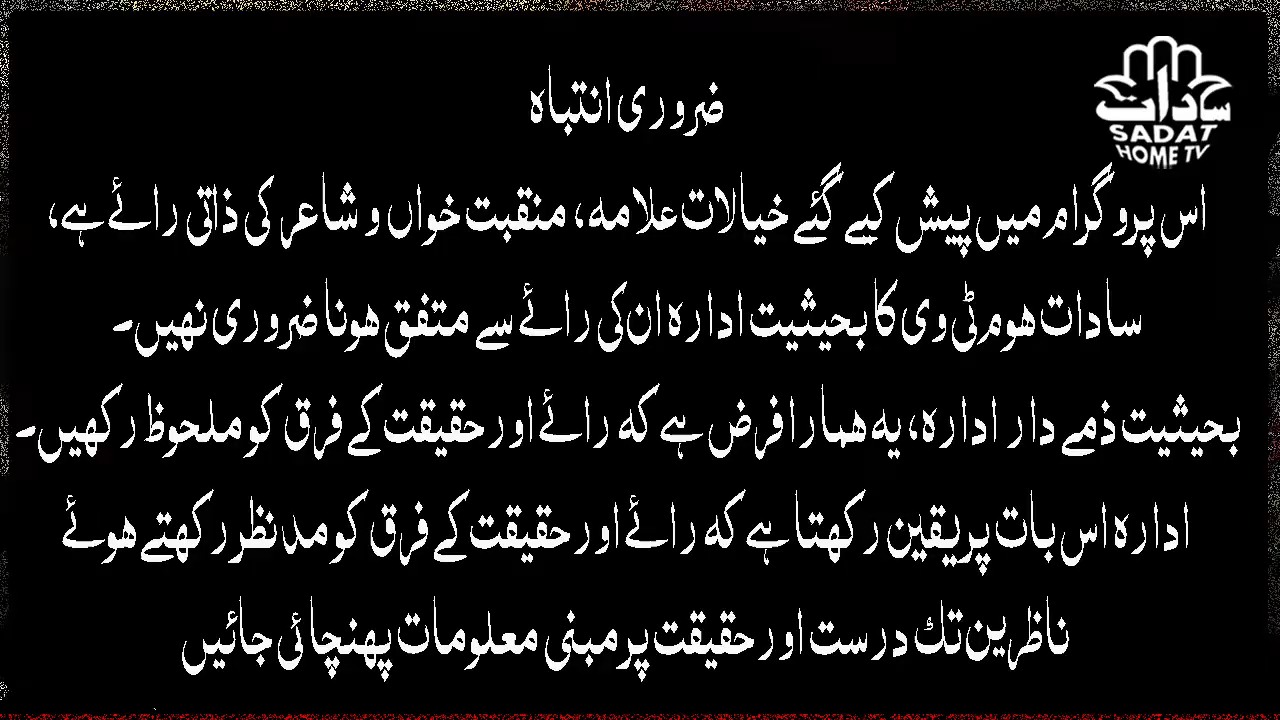 ضروری انتباہ
سادات
SADAT
HOME TV
اس پروگرام میں پیش کیے گئے خیالات علامہ، منقبت خواں و شاعر کی ذاتی رائے ہے،
سادات ہوم ٹی وی کا بحیثیت ادارہ ان کی رائے سے متفق ہونا ضروری نہیں۔
بحیثیت ذمے دار ادارہ، یہ ہمارا فرض ہے کہ رائے اور حقیقت کے فرق کو ملحوظ رکھیں۔
ادارہ اس بات پر یقین رکھتا ہے کہ رائے اور حقیقت کے فرق کو مدنظر رکھتے ہوئے
ناظرین تک درست اور حقیقت پر مبنی معلومات پہنچائی جائیں